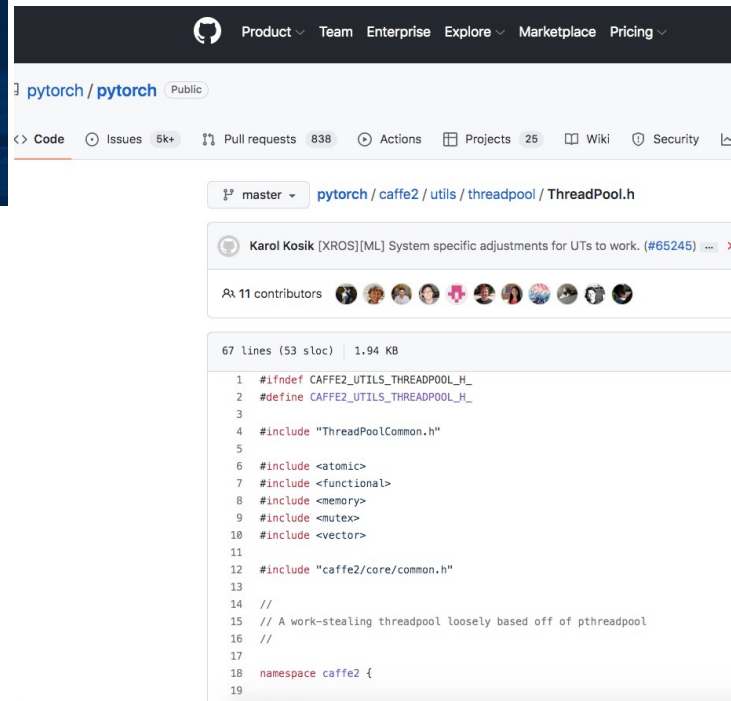 Product Team Enterprise Explore Marketplace Pricing
pytorch / pytorch Public
<> Code Issues 5k+ Pull requests 838 Actions Projects 25 Wiki Security
master pytorch / caffe2 / utils / threadpool / ThreadPool.h
Karol Kosik [XROS][ML] System specific adjustments for UTs to work. (#65245) ...
11 contributors
67 lines (53 sloc) 1.94 KB
1 #ifndef CAFFE2_UTILS_THREADPOOL_H_
2 #define CAFFE2_UTILS_THREADPOOL_H_
3
4 #include "ThreadPoolCommon.h"
5
6 #include <atomic>
7 #include <functional>
8 #include <memory>
9 #include <mutex>
10 #include <vector>
11
12 #include "caffe2/core/common.h"
13
14 //
15 // A work-stealing threadpool loosely based off of pthreadpool
16 //
17
18 namespace caffe2 {
19